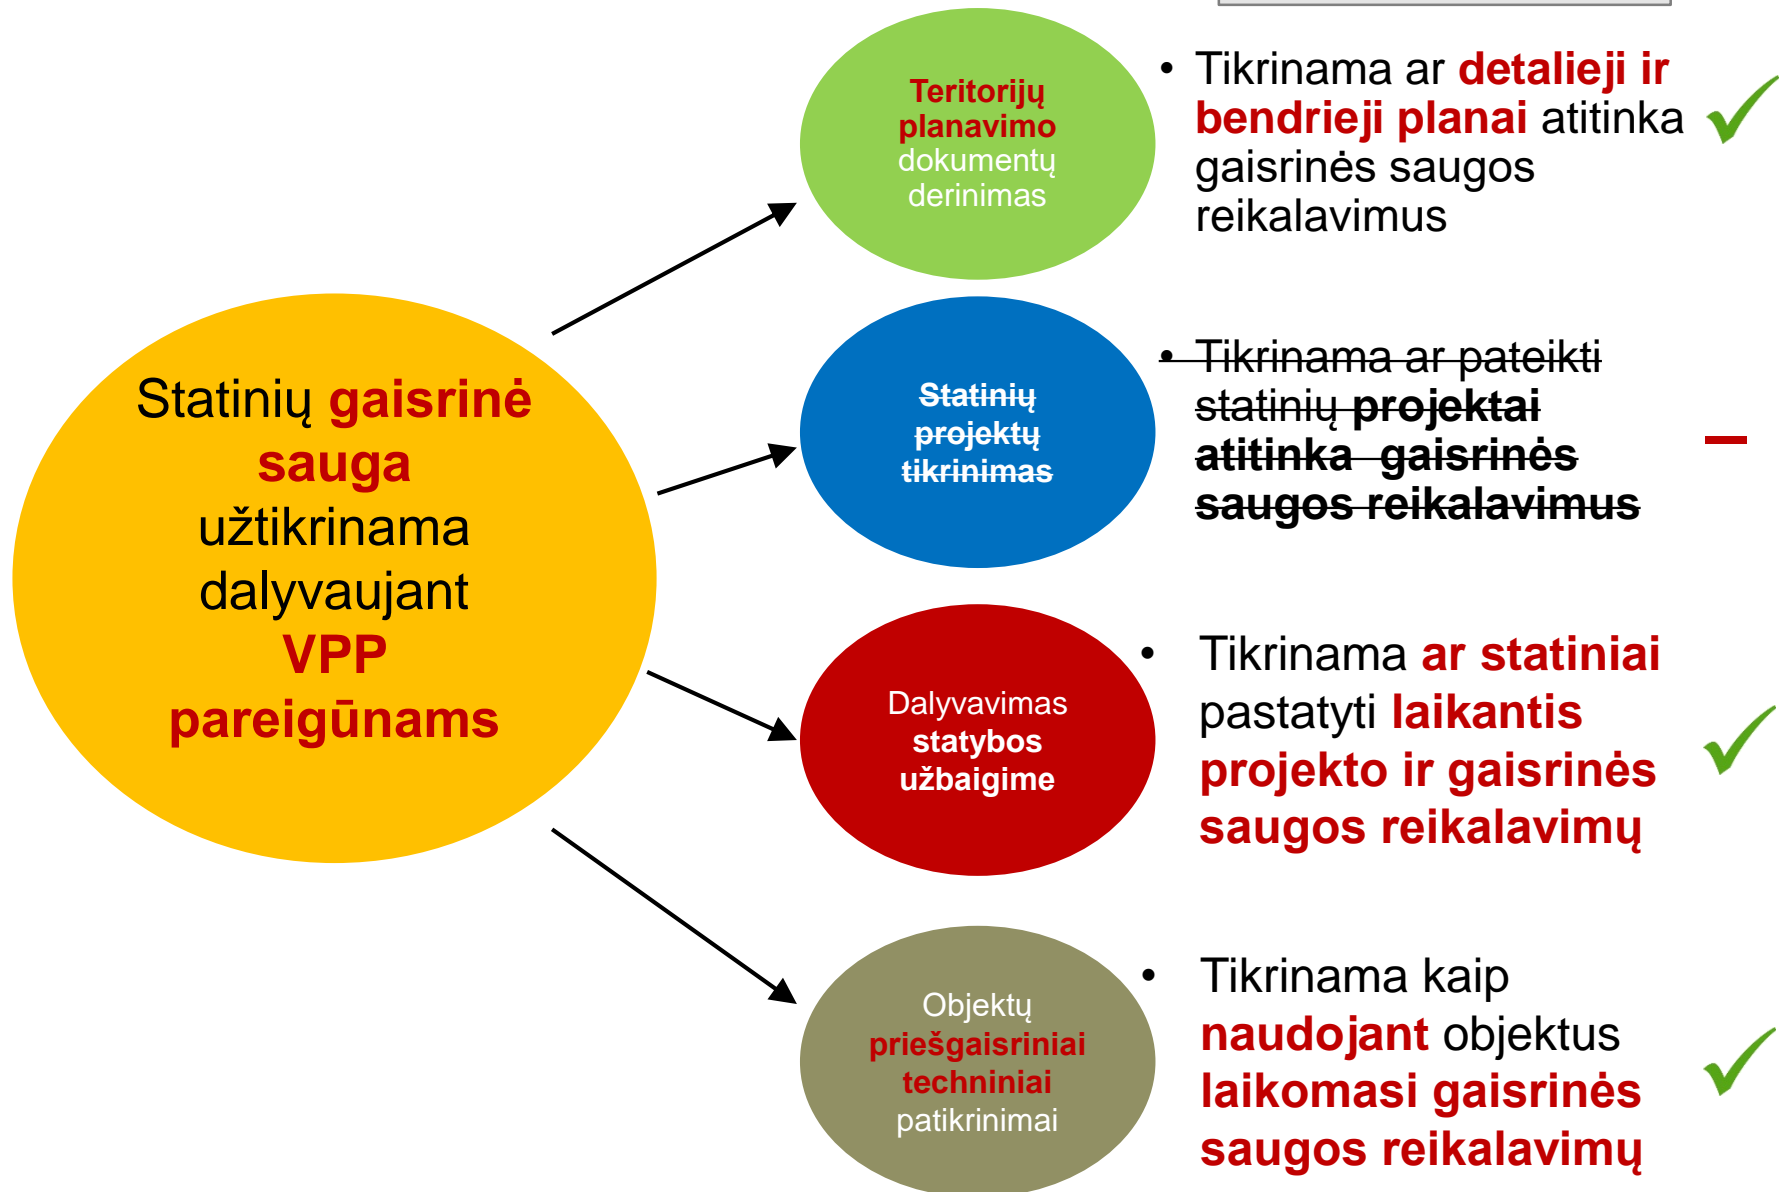 Statinių gaisrinė
sauga
užtikrinama
dalyvaujant
VPP
pareigūnams
Teritorijų
planavimo
dokumentų
derinimas
• Tikrinama ar detalieji ir
bendrieji planai atitinka
gaisrinės saugos
reikalavimus
Statinių
projektų
tikrinimas
• Tikrinama ar pateikti
statinių projektai
atitinka gaisrinės
saugos reikalavimus
Dalyvavimas
statybos
užbaigime
• Tikrinama ar statiniai
pastatyti laikantis
projekto ir gaisrinės
saugos reikalavimų
Objektų
priešgaisriniai
techniniai
patikrinimai
• Tikrinama kaip
naudojant objektus
laikomasi gaisrinės
saugos reikalavimų